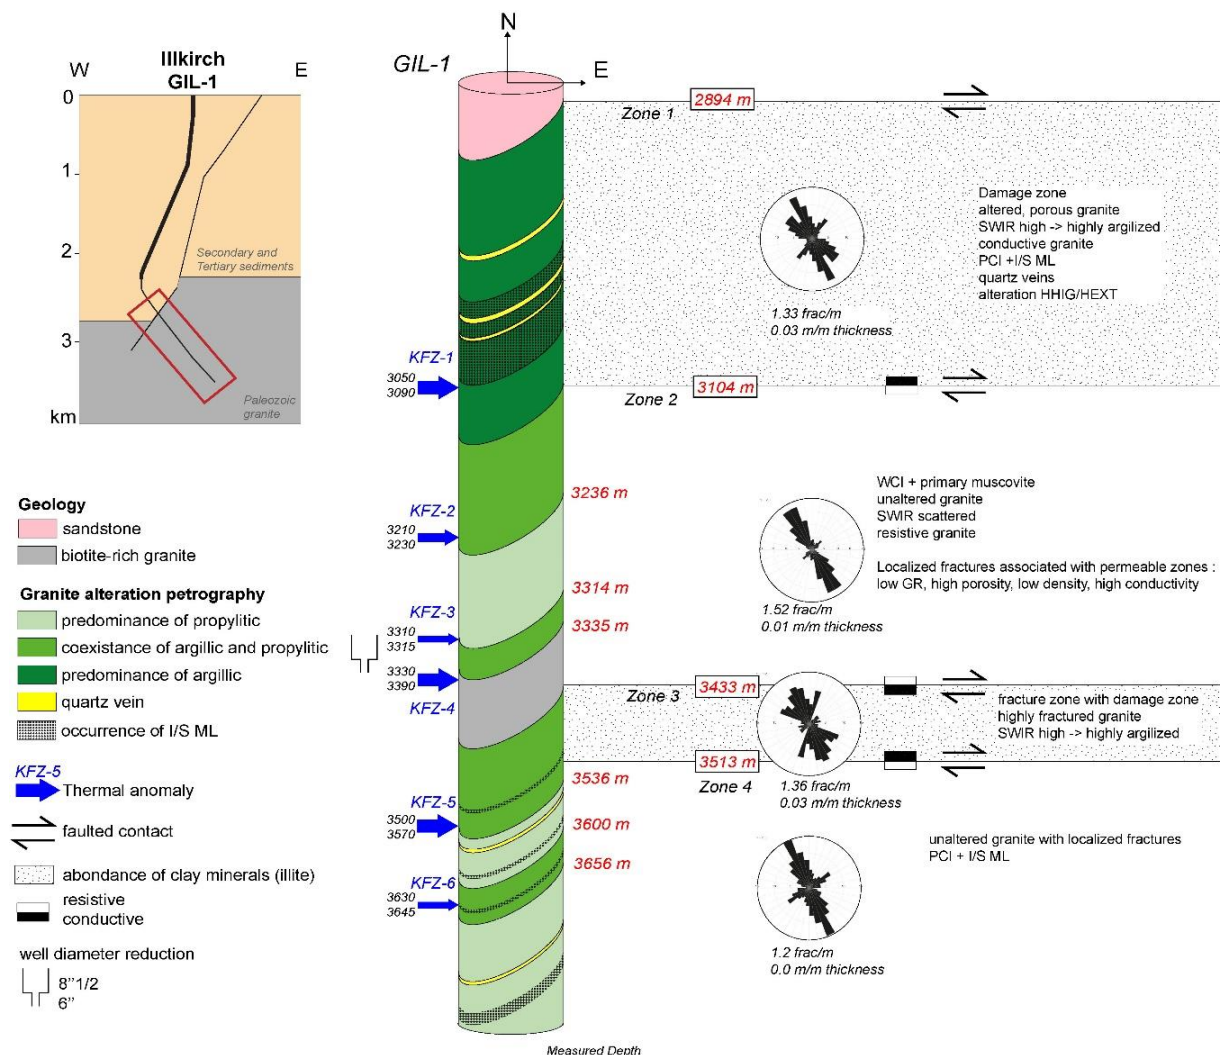 Illkirch
GIL-1
W
E
0
1
2
3
km
Secondary and
Tertiary sediments
Paleozoic
granite
Geology
sandstone
biotite-rich granite
Granite alteration petrography
predominance of propylitic
coexistance of argillic and propylitic
predominance of argillic
quartz vein
occurrence of I/S ML
KFZ-5
Thermal anomaly
faulted contact
abondance of clay minerals (illite)
resistive
conductive
well diameter reduction
8"1/2
6"
N
E
GIL-1
KFZ-1
3050
3090
KFZ-2
3210
3230
KFZ-3
3310
3315
3330
3390
KFZ-4
KFZ-5
3500
3570
KFZ-6
3630
3645
3236 m
3314 m
3335 m
3536 m
3600 m
3656 m
Measured Depth
Zone 1
2894 m
1.33 frac/m
0.03 m/m thickness
Damage zone
altered, porous granite
SWIR high -> highly argilized
conductive granite
PCI +I/S ML
quartz veins
alteration HHIG/HEXT
Zone 2
3104 m
1.52 frac/m
0.01 m/m thickness
WCI + primary muscovite
unaltered granite
SWIR scattered
resistive granite
Localized fractures associated with permeable zones :
low GR, high porosity, low density, high conductivity
Zone 3
3433 m
1.36 frac/m
0.03 m/m thickness
fracture zone with damage zone
highly fractured granite
SWIR high -> highly argilized
3513 m
Zone 4
1.2 frac/m
0.0 m/m thickness
unaltered granite with localized fractures
PCI + I/S ML